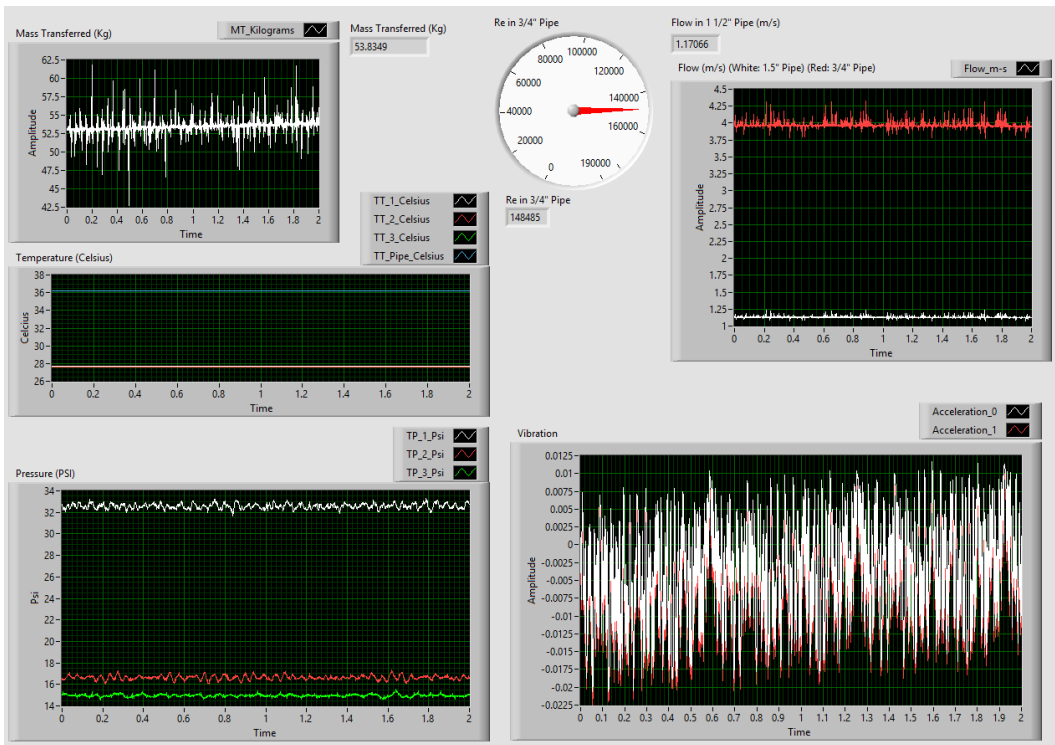 Mass Transferred (Kg)
MT_Kilograms
Mass Transferred (Kg)
53.8349
62.5
60
57.5
55
52.5
50
47.5
45
42.5
Amplitude
0 0.2 0.4 0.6 0.8 1 1.2 1.4 1.6 1.8 2
Time
Re in 3/4" Pipe
0
20000
40000
60000
80000
100000
120000
140000
160000
190000
Re in 3/4" Pipe
148485
Flow in 1 1/2" Pipe (m/s)
1.17066
Flow (m/s) (White: 1.5" Pipe) (Red: 3/4" Pipe)
Flow_m-s
4.5
4.25
4
3.75
3.5
3.25
3
2.75
2.5
2.25
2
1.75
1.5
1.25
1
Amplitude
0 0.2 0.4 0.6 0.8 1 1.2 1.4 1.6 1.8 2
Time
TT_1_Celsius
TT_2_Celsius
TT_3_Celsius
TT_Pipe_Celsius
Temperature (Celsius)
38
36
34
32
30
28
26
Celcius
0 0.2 0.4 0.6 0.8 1 1.2 1.4 1.6 1.8 2
Time
TP_1_Psi
TP_2_Psi
TP_3_Psi
Pressure (PSI)
34
32
30
28
26
24
22
20
18
16
14
Psi
0 0.2 0.4 0.6 0.8 1 1.2 1.4 1.6 1.8 2
Time
Acceleration_0
Acceleration_1
Vibration
0.0125
0.01
0.0075
0.005
0.0025
0
-0.0025
-0.005
-0.0075
-0.01
-0.0125
-0.015
-0.0175
-0.02
-0.0225
Amplitude
0 0.1 0.2 0.3 0.4 0.5 0.6 0.7 0.8 0.9 1 1.1 1.2 1.3 1.4 1.5 1.6 1.7 1.8 1.9 2
Time